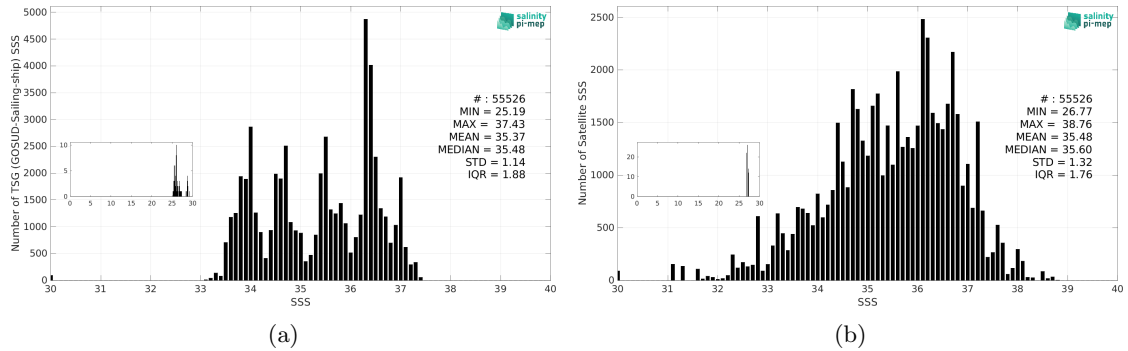 5000
4500
4000
3500
3000
2500
2000
1500
1000
500
0
30 31 32 33 34 35 36 37 38 39 40
SSS
Number of TSG (GOSUD-Sailing-ship) SSS
salinity
pi-mep
# : 55526
MIN = 25.19
MAX = 37.43
MEAN = 35.37
MEDIAN = 35.48
STD = 1.14
IQR = 1.88
10
5
0
0 5 10 15 20 25 30
(a)
2500
2000
1500
1000
500
0
30 31 32 33 34 35 36 37 38 39 40
SSS
Number of Satellite SSS
salinity
pi-mep
# : 55526
MIN = 26.77
MAX = 38.76
MEAN = 35.48
MEDIAN = 35.60
STD = 1.32
IQR = 1.76
20
10
0
0 5 10 15 20 25 30
(b)